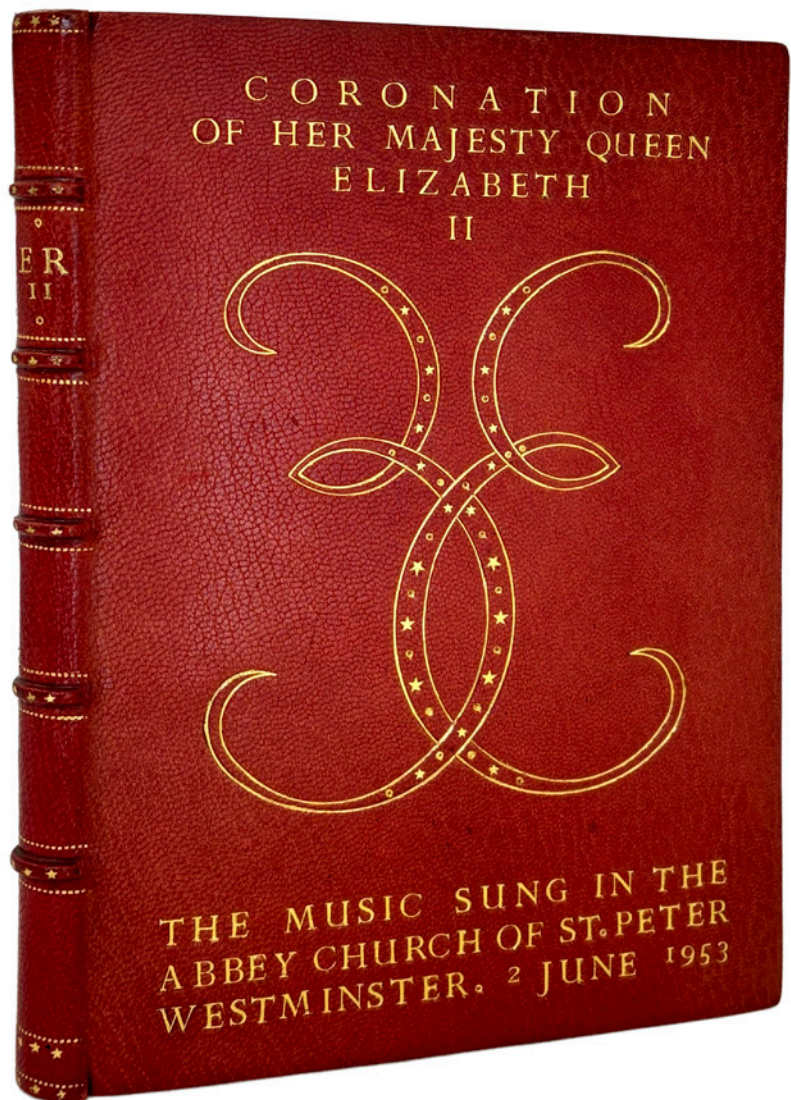 CORONATION
OF HER MAJESTY QUEEN
ELIZABETH
II
THE MUSIC SUNG IN THE
ABBEY CHURCH OF ST. PETER
WESTMINSTER. 2 JUNE 1953
ER
II